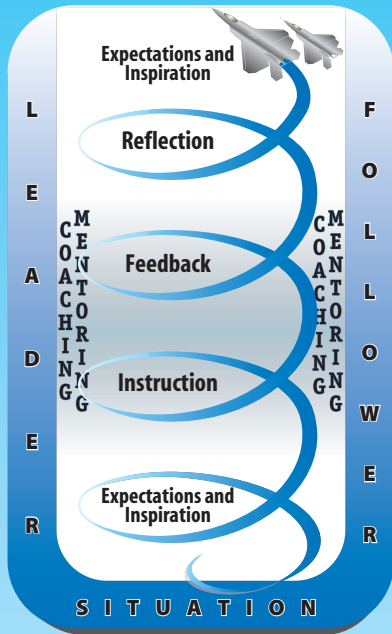 Expectations and
Inspiration
Reflection
Feedback
Instruction
Expectations and
Inspiration
LEADER
COACHING
MENTORING
COACHING
MENTORING
FOLLOWER
SITUATION